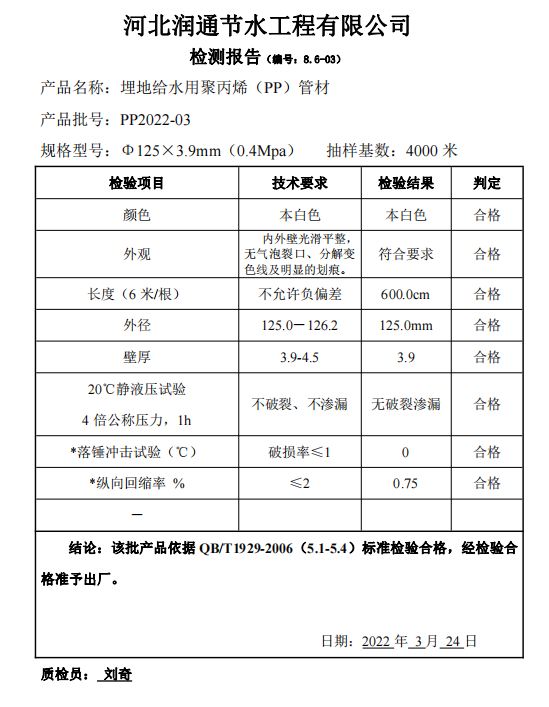 河北润通节水工程有限公司
检测报告（编号：8.6-03）
产品名称：埋地给水用聚丙烯（PP）管材
产品批号：PP2022-03
规格型号：Φ125×3.9mm（0.4Mpa） 抽样基数：4000 米
检验项目 技术要求 检验结果 判定
颜色 本白色 本白色 合格
外观 内外壁光滑平整，
无气泡裂口、分解变
色线及明显的划痕。 符合要求 合格
长度（6 米/根） 不允许负偏差 600.0cm 合格
外径 125.0－126.2 125.0mm 合格
壁厚 3.9-4.5 3.9 合格
20℃静液压试验
4 倍公称压力，1h 不破裂、不渗漏 无破裂渗漏 合格
*落锤冲击试验（℃） 破损率≤1 0 合格
*纵向回缩率 % ≤2 0.75 合格
－
结论：该批产品依据 QB/T1929-2006（5.1-5.4）标准检验合格，经检验合
格准予出厂。
日期：2022 年 3 月 24 日
质检员：刘奇